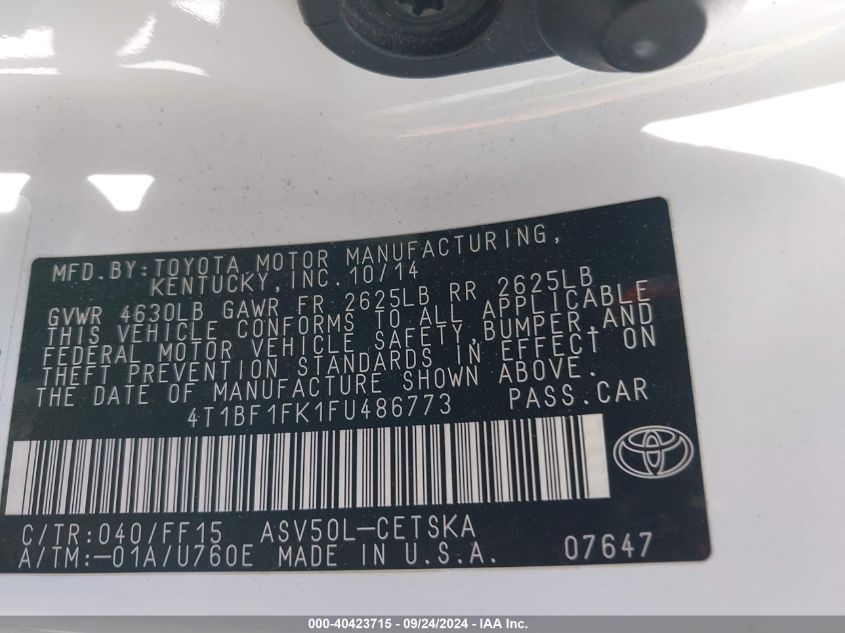 MFD. BY: TOYOTA MOTOR MANUFACTURING,
KENTUCKY, INC. 10/14
GVWR 4630LB GAWR FR 2625LB RR 2625LB
THIS VEHICLE CONFORMS TO ALL APPLICABLE
FEDERAL MOTOR VEHICLE SAFETY, BUMPER, AND
THEFT PREVENTION STANDARDS IN EFFECT ON
THE DATE OF MANUFACTURE SHOWN ABOVE.
4T1BF1FK1FU486773 PASS. CAR
C/TR: 040/FF15 ASV50L-CETSKA
A/TM:-01A/U760E MADE IN U.S.A. 07647
000-40423715 - 09/24/2024 - IAA Inc.